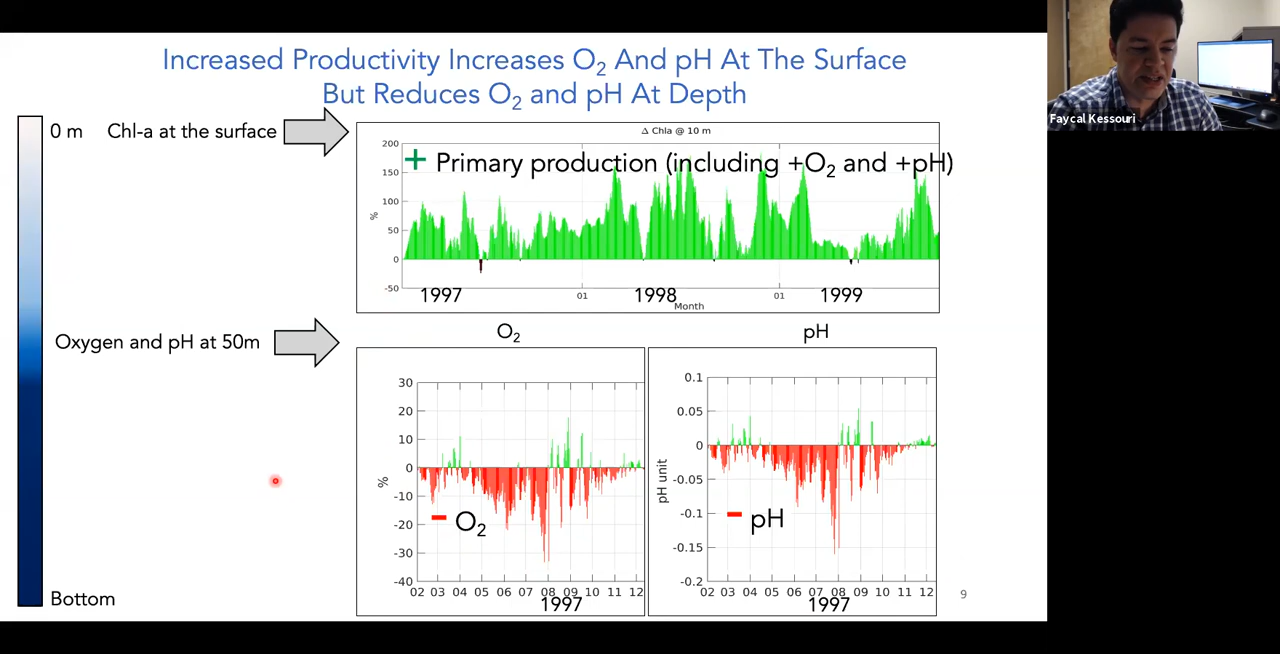 Increased Productivity Increases O₂ And pH At The Surface
But Reduces O₂ and pH At Depth
Faycal Kessouri
0 m
Chl-a at the surface
Δ Chla @ 10 m
+ Primary production (including +O₂ and +pH)
200
150
100
50
0
-50
%
01
01
1997
1998
1999
Month
Oxygen and pH at 50m
O₂
pH
30
20
10
0
-10
-20
-30
-40
%
- O₂
02 03 04 05 06 07 08 09 10 11 12
1997
0.1
0.05
0
-0.05
-0.1
-0.15
-0.2
pH unit
- pH
02 03 04 05 06 07 08 09 10 11 12
1997
Bottom
9